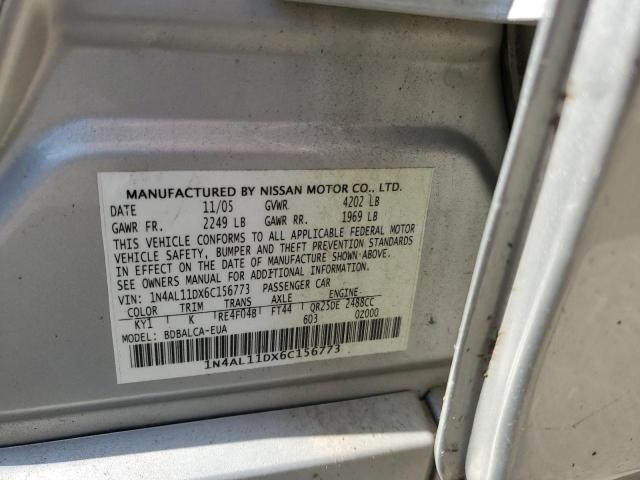 MANUFACTURED BY NISSAN MOTOR CO., LTD.
DATE 11/05 GVWR 4202 LB
GAWR FR. 2249 LB GAWR RR. 1969 LB
THIS VEHICLE CONFORMS TO ALL APPLICABLE FEDERAL MOTOR
VEHICLE SAFETY, BUMPER AND THEFT PREVENTION STANDARDS
IN EFFECT ON THE DATE OF MANUFACTURE SHOWN-ABOVE.
SEE OWNERS MANUAL FOR ADDITIONAL INFORMATION.
VIN: 1N4AL11DX6C156773 PASSENGER CAR
COLOR TRIM TRANS AXLE ENGINE
KY1 K RE4F04B FT44 QR25DE 2488CC
MODEL: BDBALCA-EUA 603 0Z000
1N4AL11DX6C156773